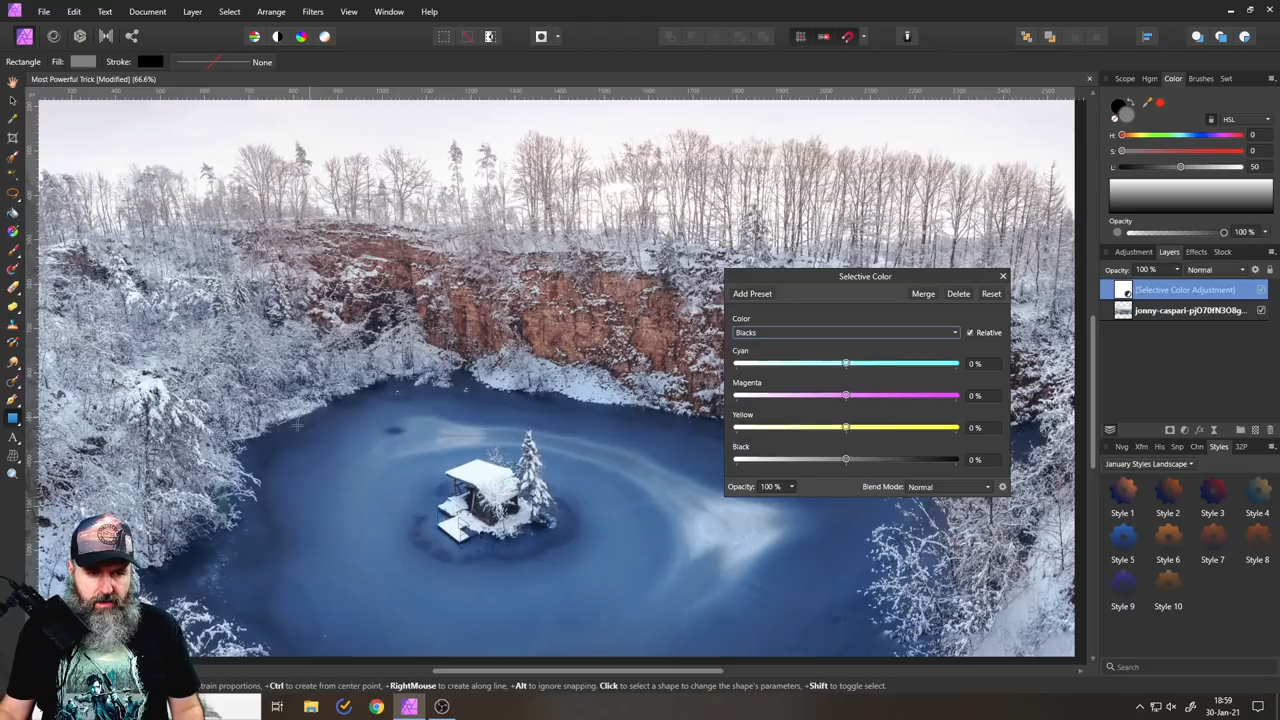 File Edit Text Document Layer Select Arrange Filters View Window Help
Rectangle Fill: Stroke: None
Most Powerful Trick [Modified] (66.6%)
Scope Hgm Color Brushes Swt
HSL
H: 0
S: 0
L: 50
Opacity
100 %
Adjustment Layers Effects Stock
Opacity: 100 % Normal
(Selective Color Adjustment)
jonny-caspari-pjO70fN3O8g...
Selective Color
Add Preset Merge Delete Reset
Color
Blacks Relative
Cyan
0 %
Magenta
0 %
Yellow
0 %
Black
0 %
Opacity: 100 % Blend Mode: Normal
Nvg Xfm His Snp Chr Styles 32P
January Styles Landscape
Style 1 Style 2 Style 3 Style 4
Style 5 Style 6 Style 7 Style 8
Style 9 Style 10
Search
train proportions, +Ctrl to create from center point, +RightMouse to create along line, +Alt to ignore snapping. Click to select a shape to change the shape's parameters, +Shift to toggle select.
18:59
30-Jan-21